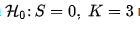 ℋ₀: S = 0, K = 3